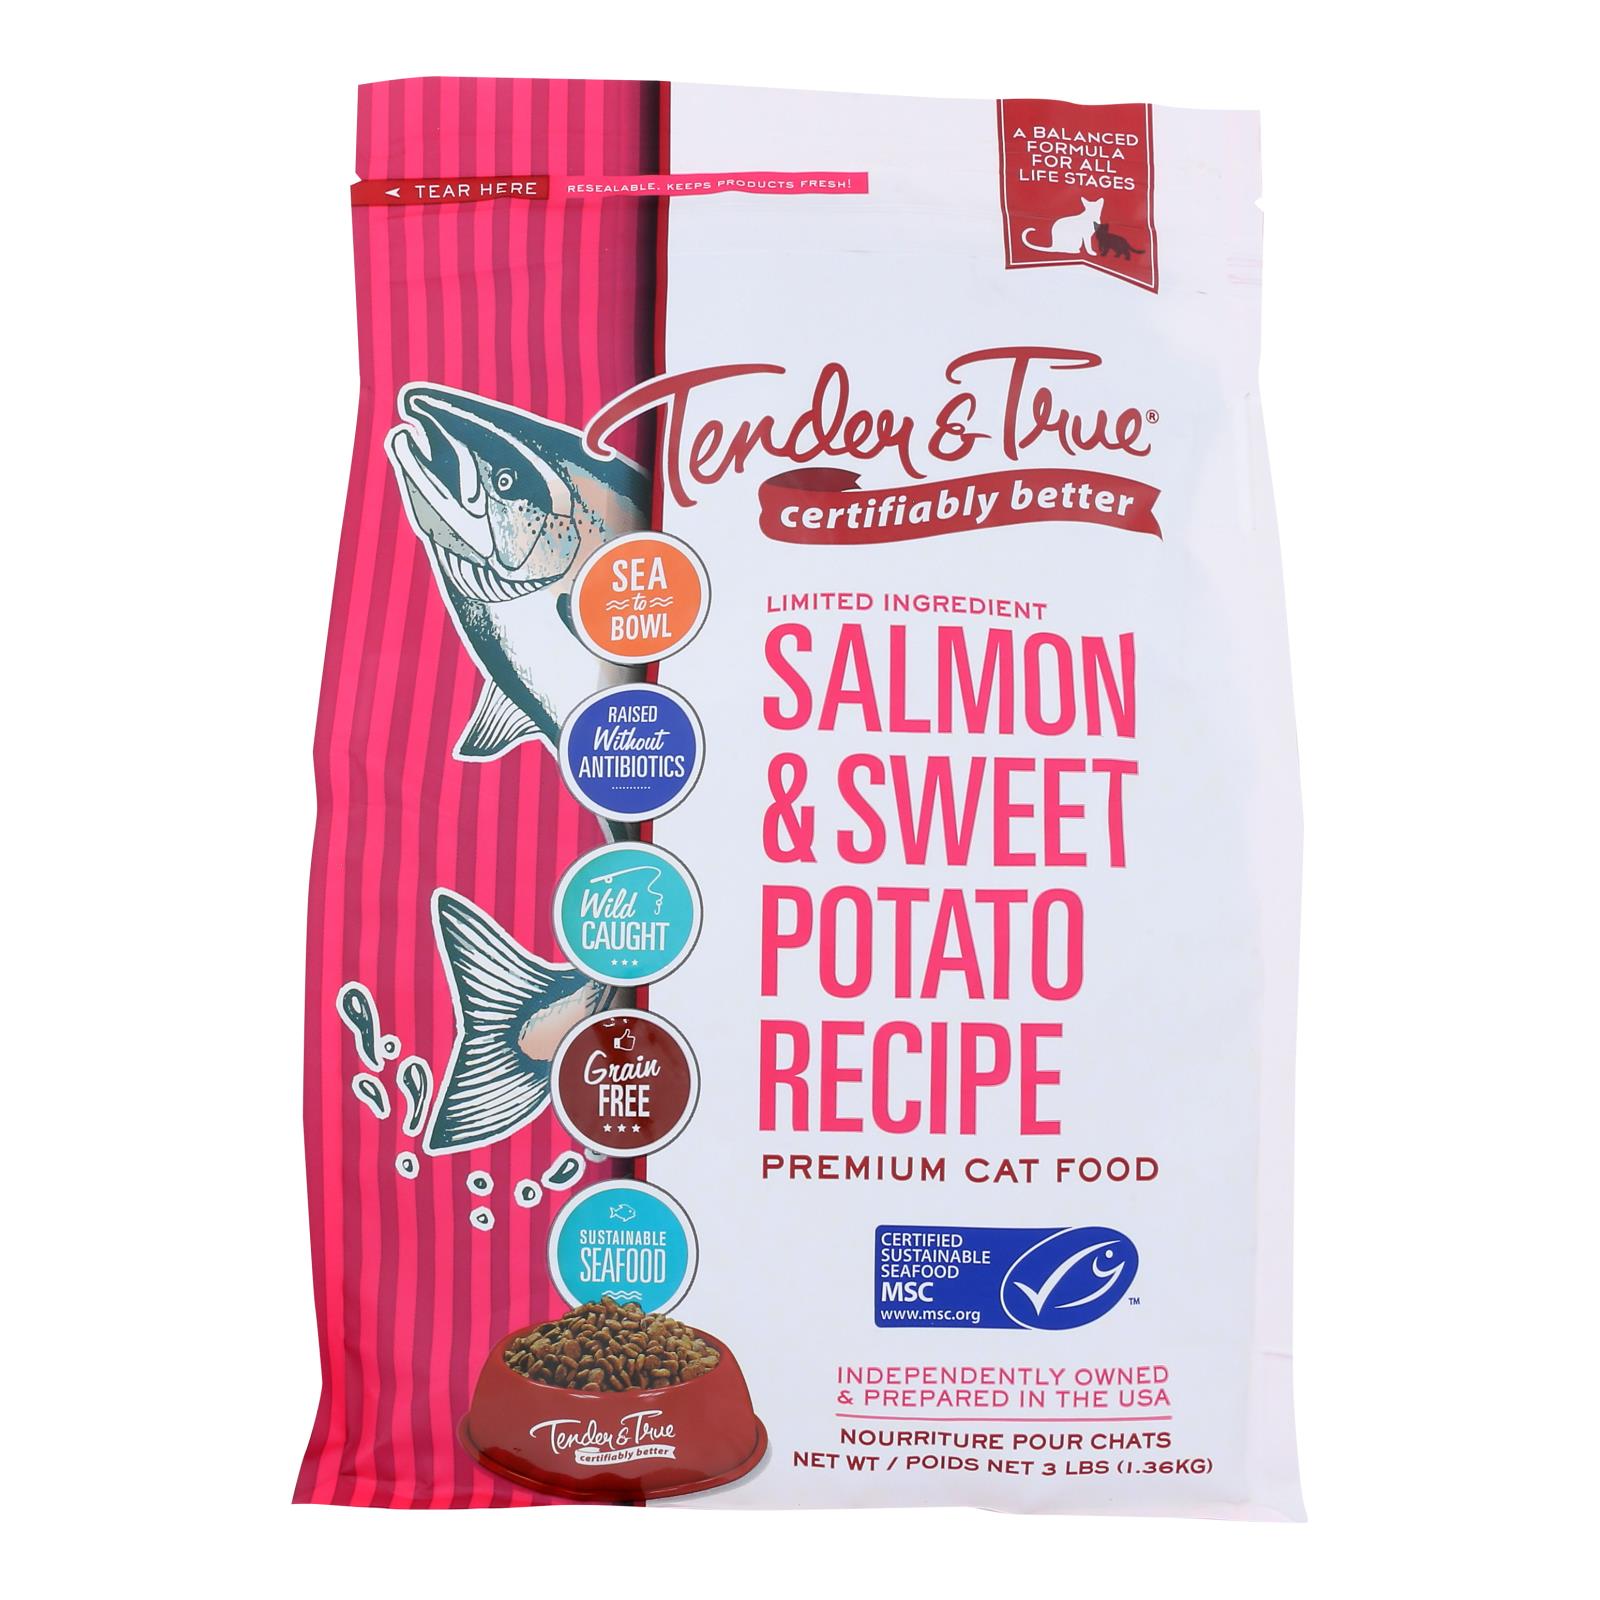 TEAR HERE
RESEALABLE. KEEPS PRODUCTS FRESH!
A BALANCED
FORMULA
FOR ALL
LIFE STAGES
Tender & True®
certifiably better
LIMITED INGREDIENT
SALMON
& SWEET
POTATO
RECIPE
PREMIUM CAT FOOD
SEA
to
BOWL
RAISED
Without
ANTIBIOTICS
Wild
CAUGHT
Grain
FREE
SUSTAINABLE
SEAFOOD
Tender & True
certifiably better
CERTIFIED
SUSTAINABLE
SEAFOOD
MSC
www.msc.org
TM
INDEPENDENTLY OWNED
& PREPARED IN THE USA
NOURRITURE POUR CHATS
NET WT / POIDS NET 3 LBS (1.36KG)